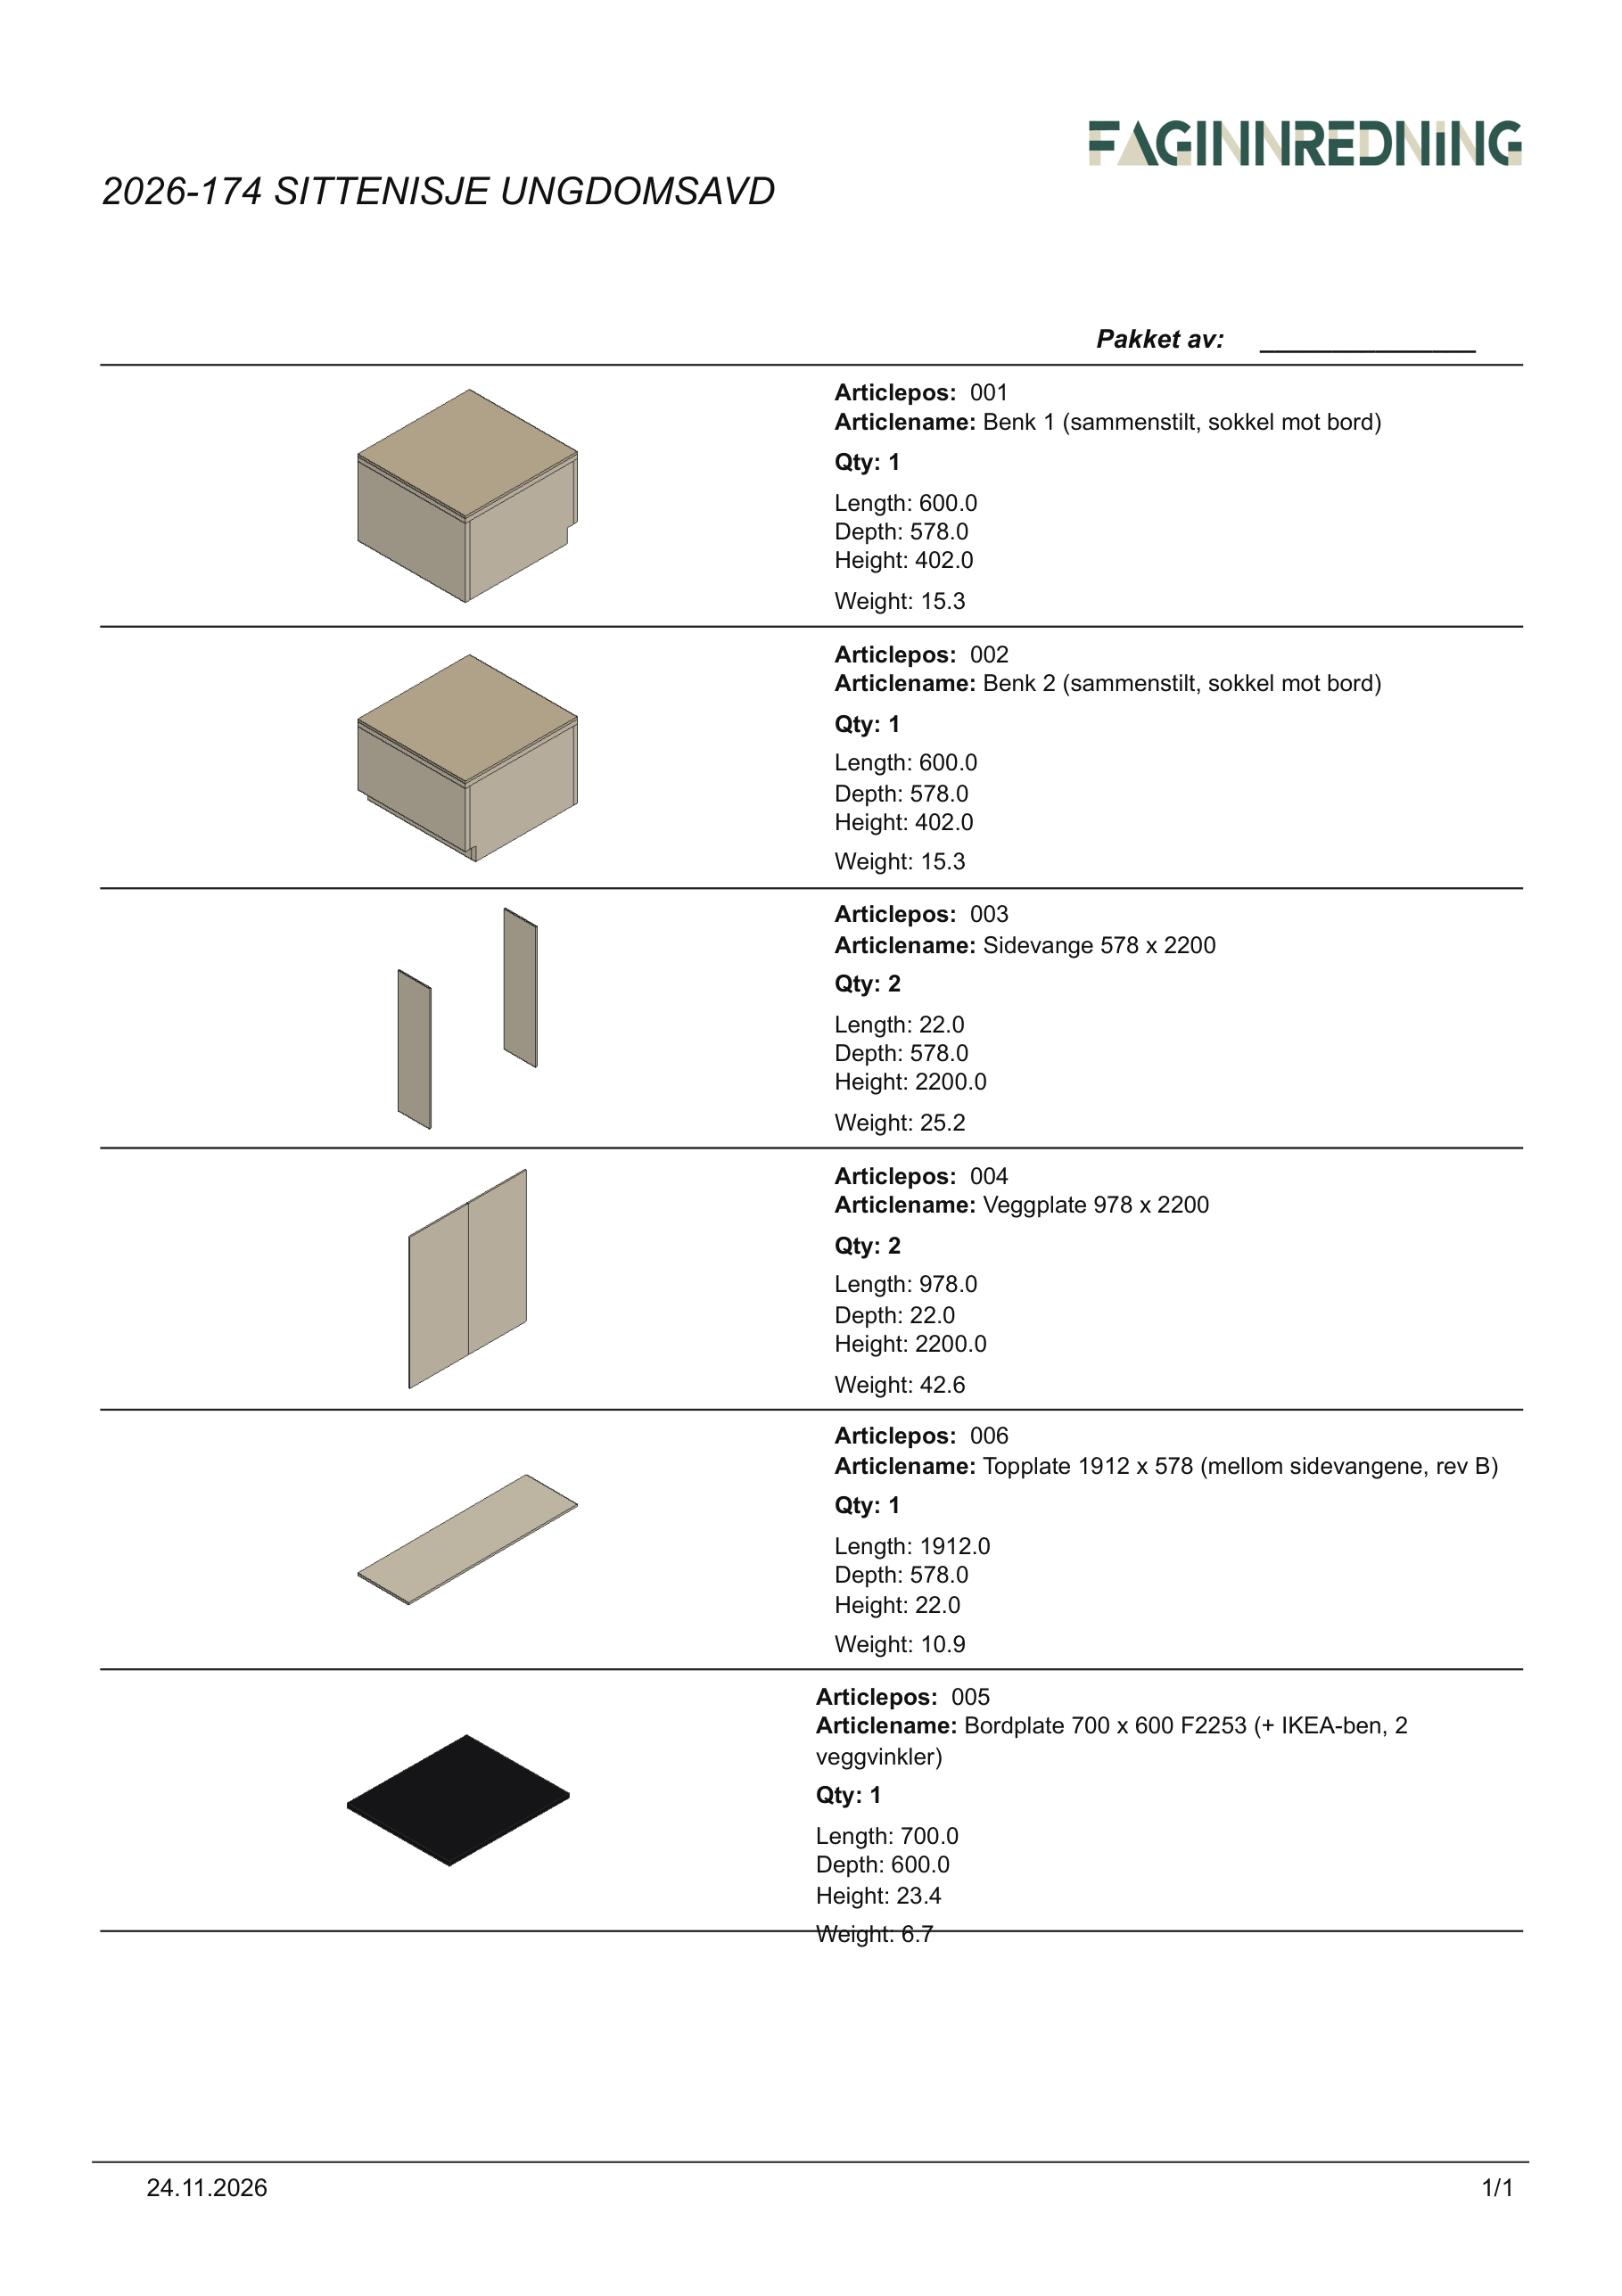 FAGINNREDNiNG
2026-174 SITTENISJE UNGDOMSAVD
Pakket av: _______________
Articlepos: 001
Articlename: Benk 1 (sammenstilt, sokkel mot bord)
Qty: 1
Length: 600.0
Depth: 578.0
Height: 402.0
Weight: 15.3
Articlepos: 002
Articlename: Benk 2 (sammenstilt, sokkel mot bord)
Qty: 1
Length: 600.0
Depth: 578.0
Height: 402.0
Weight: 15.3
Articlepos: 003
Articlename: Sidevange 578 x 2200
Qty: 2
Length: 22.0
Depth: 578.0
Height: 2200.0
Weight: 25.2
Articlepos: 004
Articlename: Veggplate 978 x 2200
Qty: 2
Length: 978.0
Depth: 22.0
Height: 2200.0
Weight: 42.6
Articlepos: 006
Articlename: Topplate 1912 x 578 (mellom sidevangene, rev B)
Qty: 1
Length: 1912.0
Depth: 578.0
Height: 22.0
Weight: 10.9
Articlepos: 005
Articlename: Bordplate 700 x 600 F2253 (+ IKEA-ben, 2
veggvinkler)
Qty: 1
Length: 700.0
Depth: 600.0
Height: 23.4
Weight: 6.7
24.11.2026
1/1